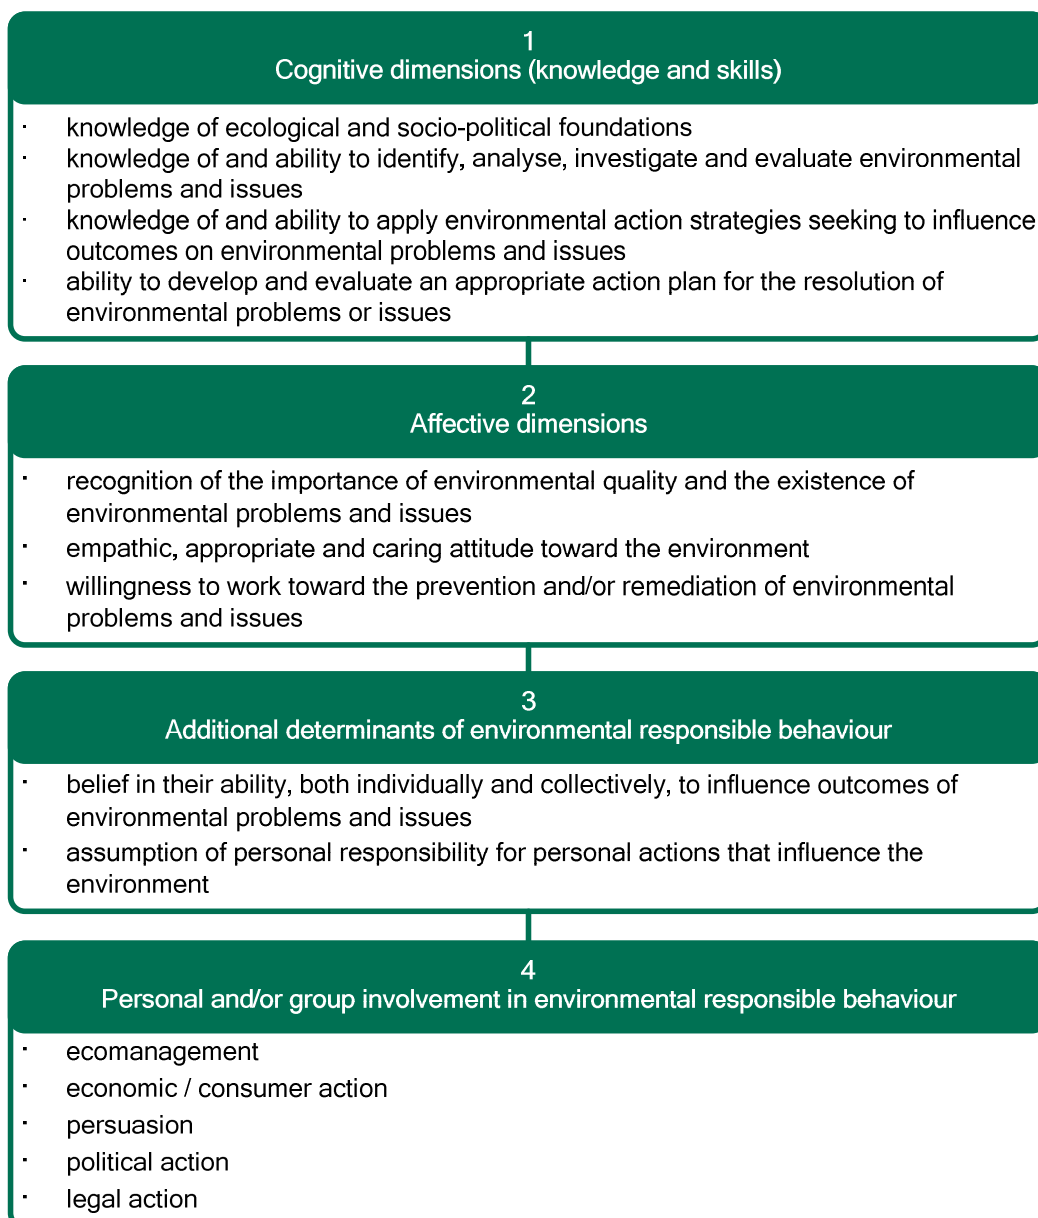 1
Cognitive dimensions (knowledge and skills)
· knowledge of ecological and socio-political foundations
· knowledge of and ability to identify, analyse, investigate and evaluate environmental
problems and issues
· knowledge of and ability to apply environmental action strategies seeking to influence
outcomes on environmental problems and issues
· ability to develop and evaluate an appropriate action plan for the resolution of
environmental problems or issues
2
Affective dimensions
· recognition of the importance of environmental quality and the existence of
environmental problems and issues
· empathic, appropriate and caring attitude toward the environment
· willingness to work toward the prevention and/or remediation of environmental
problems and issues
3
Additional determinants of environmental responsible behaviour
· belief in their ability, both individually and collectively, to influence outcomes of
environmental problems and issues
· assumption of personal responsibility for personal actions that influence the
environment
4
Personal and/or group involvement in environmental responsible behaviour
· ecomanagement
· economic / consumer action
· persuasion
· political action
· legal action